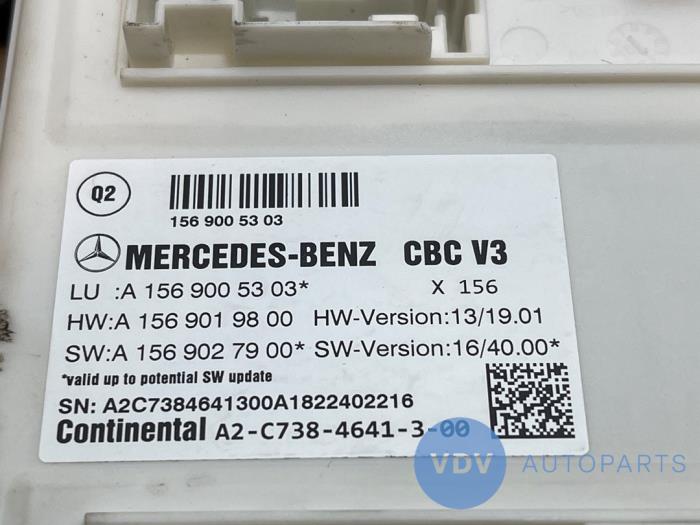 Q2
156 900 53 03
MERCEDES-BENZ CBC V3
LU :A 156 900 5 03* X 156
HW:A 156 901 98 00 HW-Version:13/19.01
SW:A 156 902 79 00* SW-Version:16/40.00*
*valid up to potential SW update
SN: A2C7384641300A1822402216
Continental A2-C738-4641-3-00
VDV AUTOPARTS